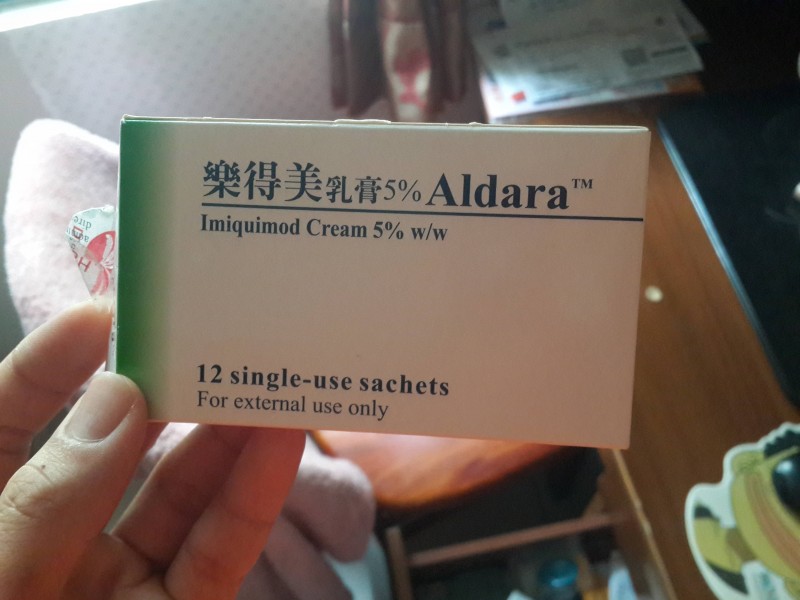 樂得美乳膏5% Aldara™
Imiquimod Cream 5% w/w
12 single-use sachets
For external use only